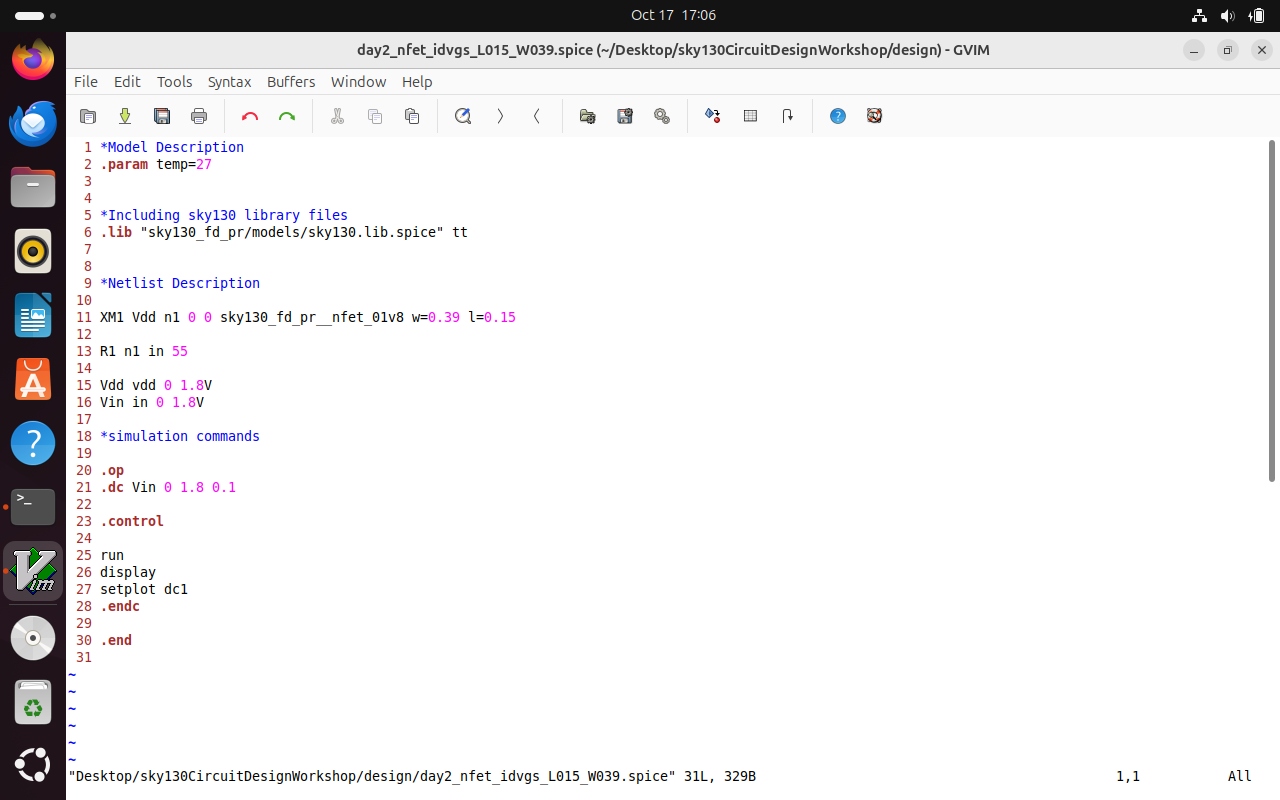 Oct 17 17:06
day2_nfet_idvgs_L015_W039.spice (~/Desktop/sky130CircuitDesignWorkshop/design) - GVIM
File Edit Tools Syntax Buffers Window Help
1 *Model Description
2 .param temp=27
3
4
5 *Including sky130 library files
6 .lib "sky130_fd_pr/models/sky130.lib.spice" tt
7
8
9 *Netlist Description
10
11 XM1 Vdd n1 0 0 sky130_fd_pr__nfet_01v8 w=0.39 l=0.15
12
13 R1 n1 in 55
14
15 Vdd vdd 0 1.8V
16 Vin in 0 1.8V
17
18 *simulation commands
19
20 .op
21 .dc Vin 0 1.8 0.1
22
23 .control
24
25 run
26 display
27 setplot dc1
28 .endc
29
30 .end
31
~
~
~
~
~
~
"Desktop/sky130CircuitDesignWorkshop/design/day2_nfet_idvgs_L015_W039.spice" 31L, 329B 1,1 All